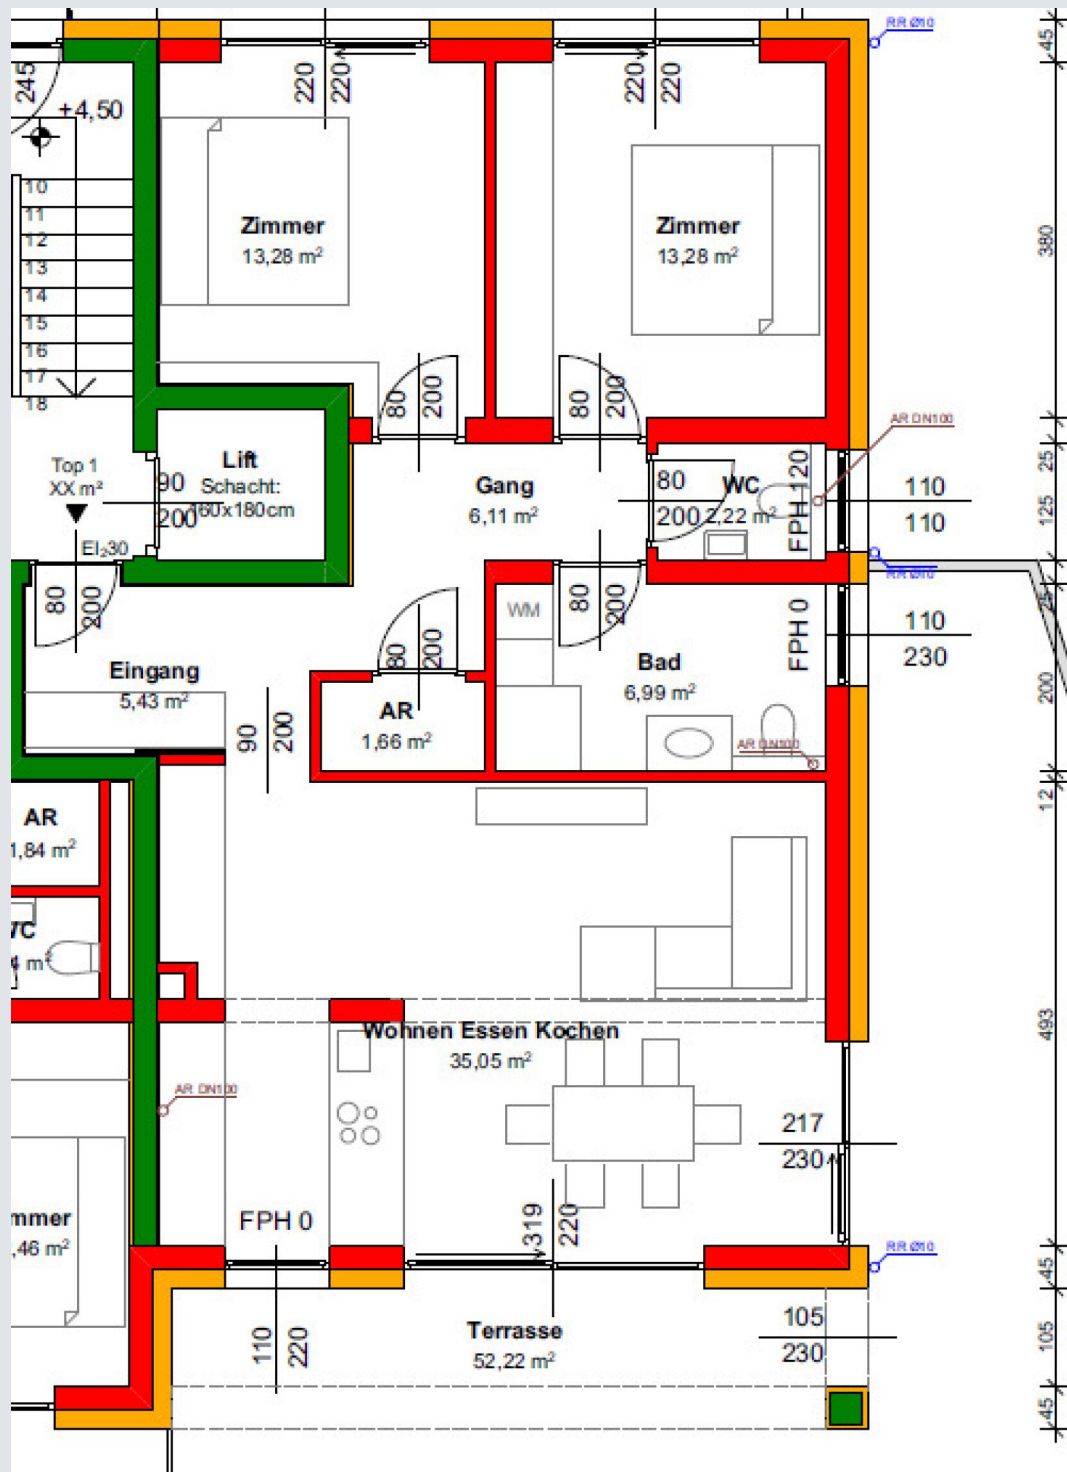 RR Ø10
45
245
+4,50
220
220
220
220
10
11
12
13
14
15
16
17
18
Zimmer
13,28 m²
Zimmer
13,28 m²
380
80
200
80
200
AR DN100
Top 1
XX m²
Lift
Schacht:
160x180cm
90
200
EI₂30
Gang
6,11 m²
80
200
WC
2,22 m²
FPH 120
110
110
25
125
RR Ø10
80
200
80
200
WM
80
200
FPH 0
110
230
25
Eingang
5,43 m²
Bad
6,99 m²
200
90
200
AR
1,66 m²
AR DN100
12
AR
1,84 m²
Wohnen Essen Kochen
35,05 m²
493
AR DN100
217
230
FPH 0
319
220
,46 m²
RR Ø10
45
110
220
Terrasse
52,22 m²
105
230
105
45